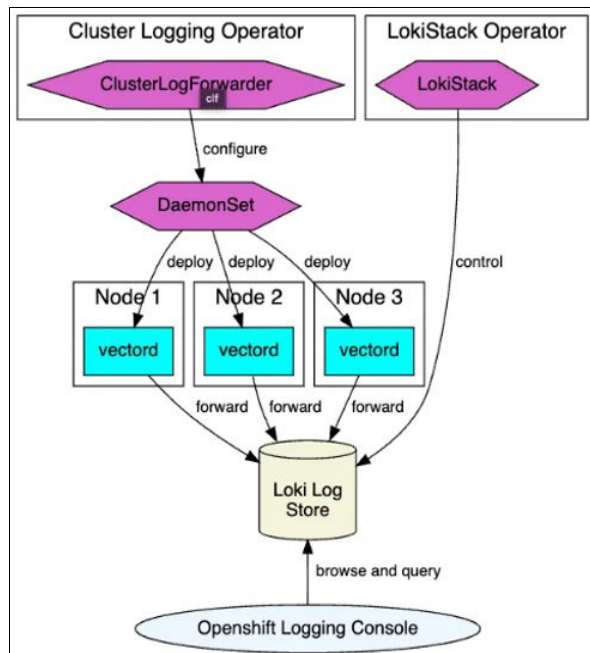 Cluster Logging Operator
LokiStack Operator
ClusterLogForwarder
clf
LokiStack
configure
DaemonSet
deploy
deploy
deploy
control
Node 1
Node 2
Node 3
vectord
vectord
vectord
forward
forward
forward
Loki Log
Store
browse and query
Openshift Logging Console